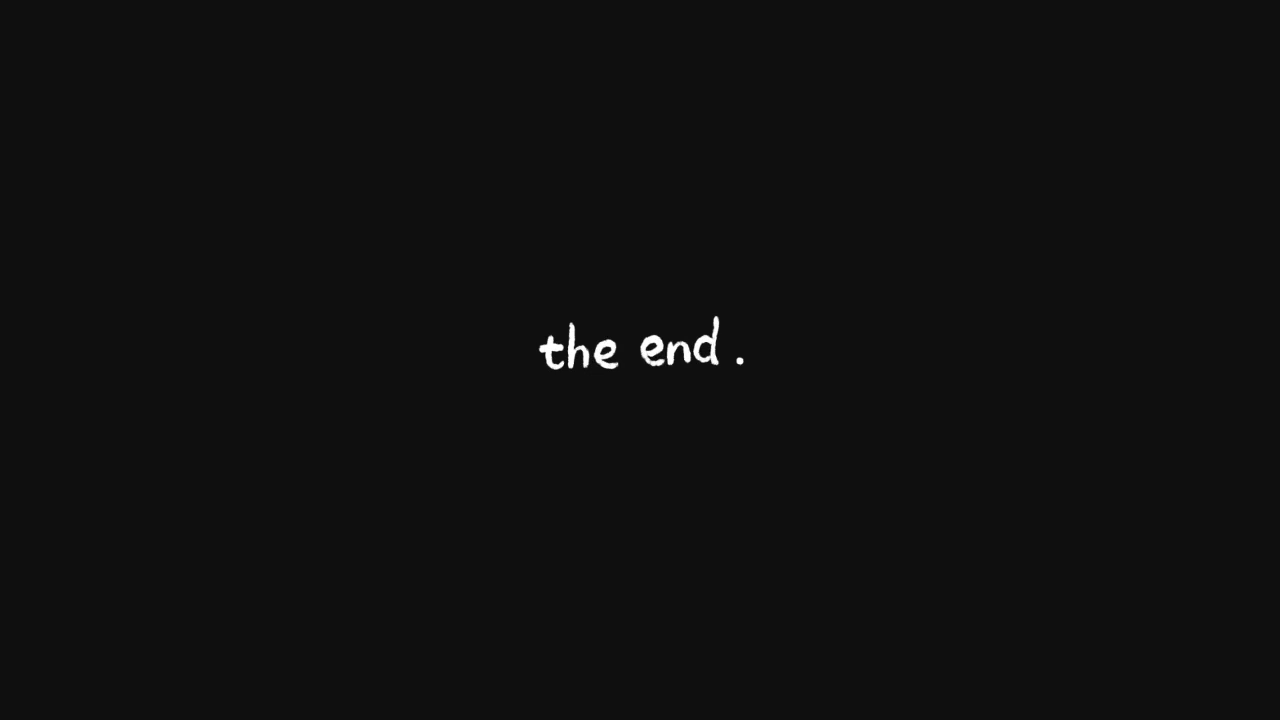 the end .